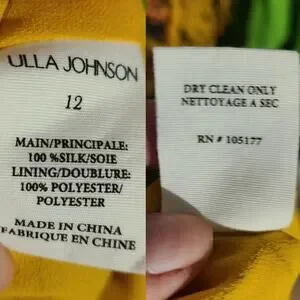 ULLA JOHNSON
12
MAIN/PRINCIPALE:
100 %SILK/SOIE
LINING/DOUBLURE:
100% POLYESTER/
POLYESTER
MADE IN CHINA
FABRIQUE EN CHINE
DRY CLEAN ONLY
NETTOYAGE A SEC
RN # 105177